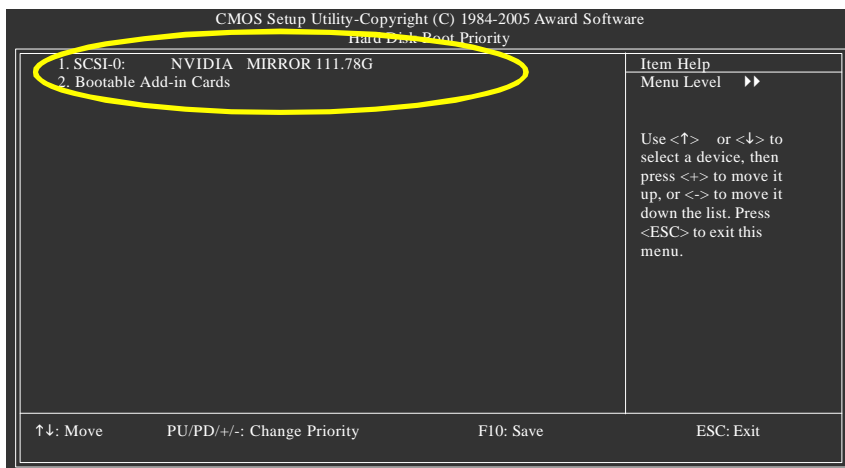 CMOS Setup Utility-Copyright (C) 1984-2005 Award Software
Hard Disk Boot Priority
1. SCSI-0: NVIDIA MIRROR 111.78G
2. Bootable Add-in Cards
Item Help
Menu Level ▸▸
Use <↑> or <↓> to
select a device, then
press <+> to move it
up, or <-> to move it
down the list. Press
<ESC> to exit this
menu.
↑↓: Move PU/PD/+/-: Change Priority F10: Save ESC: Exit